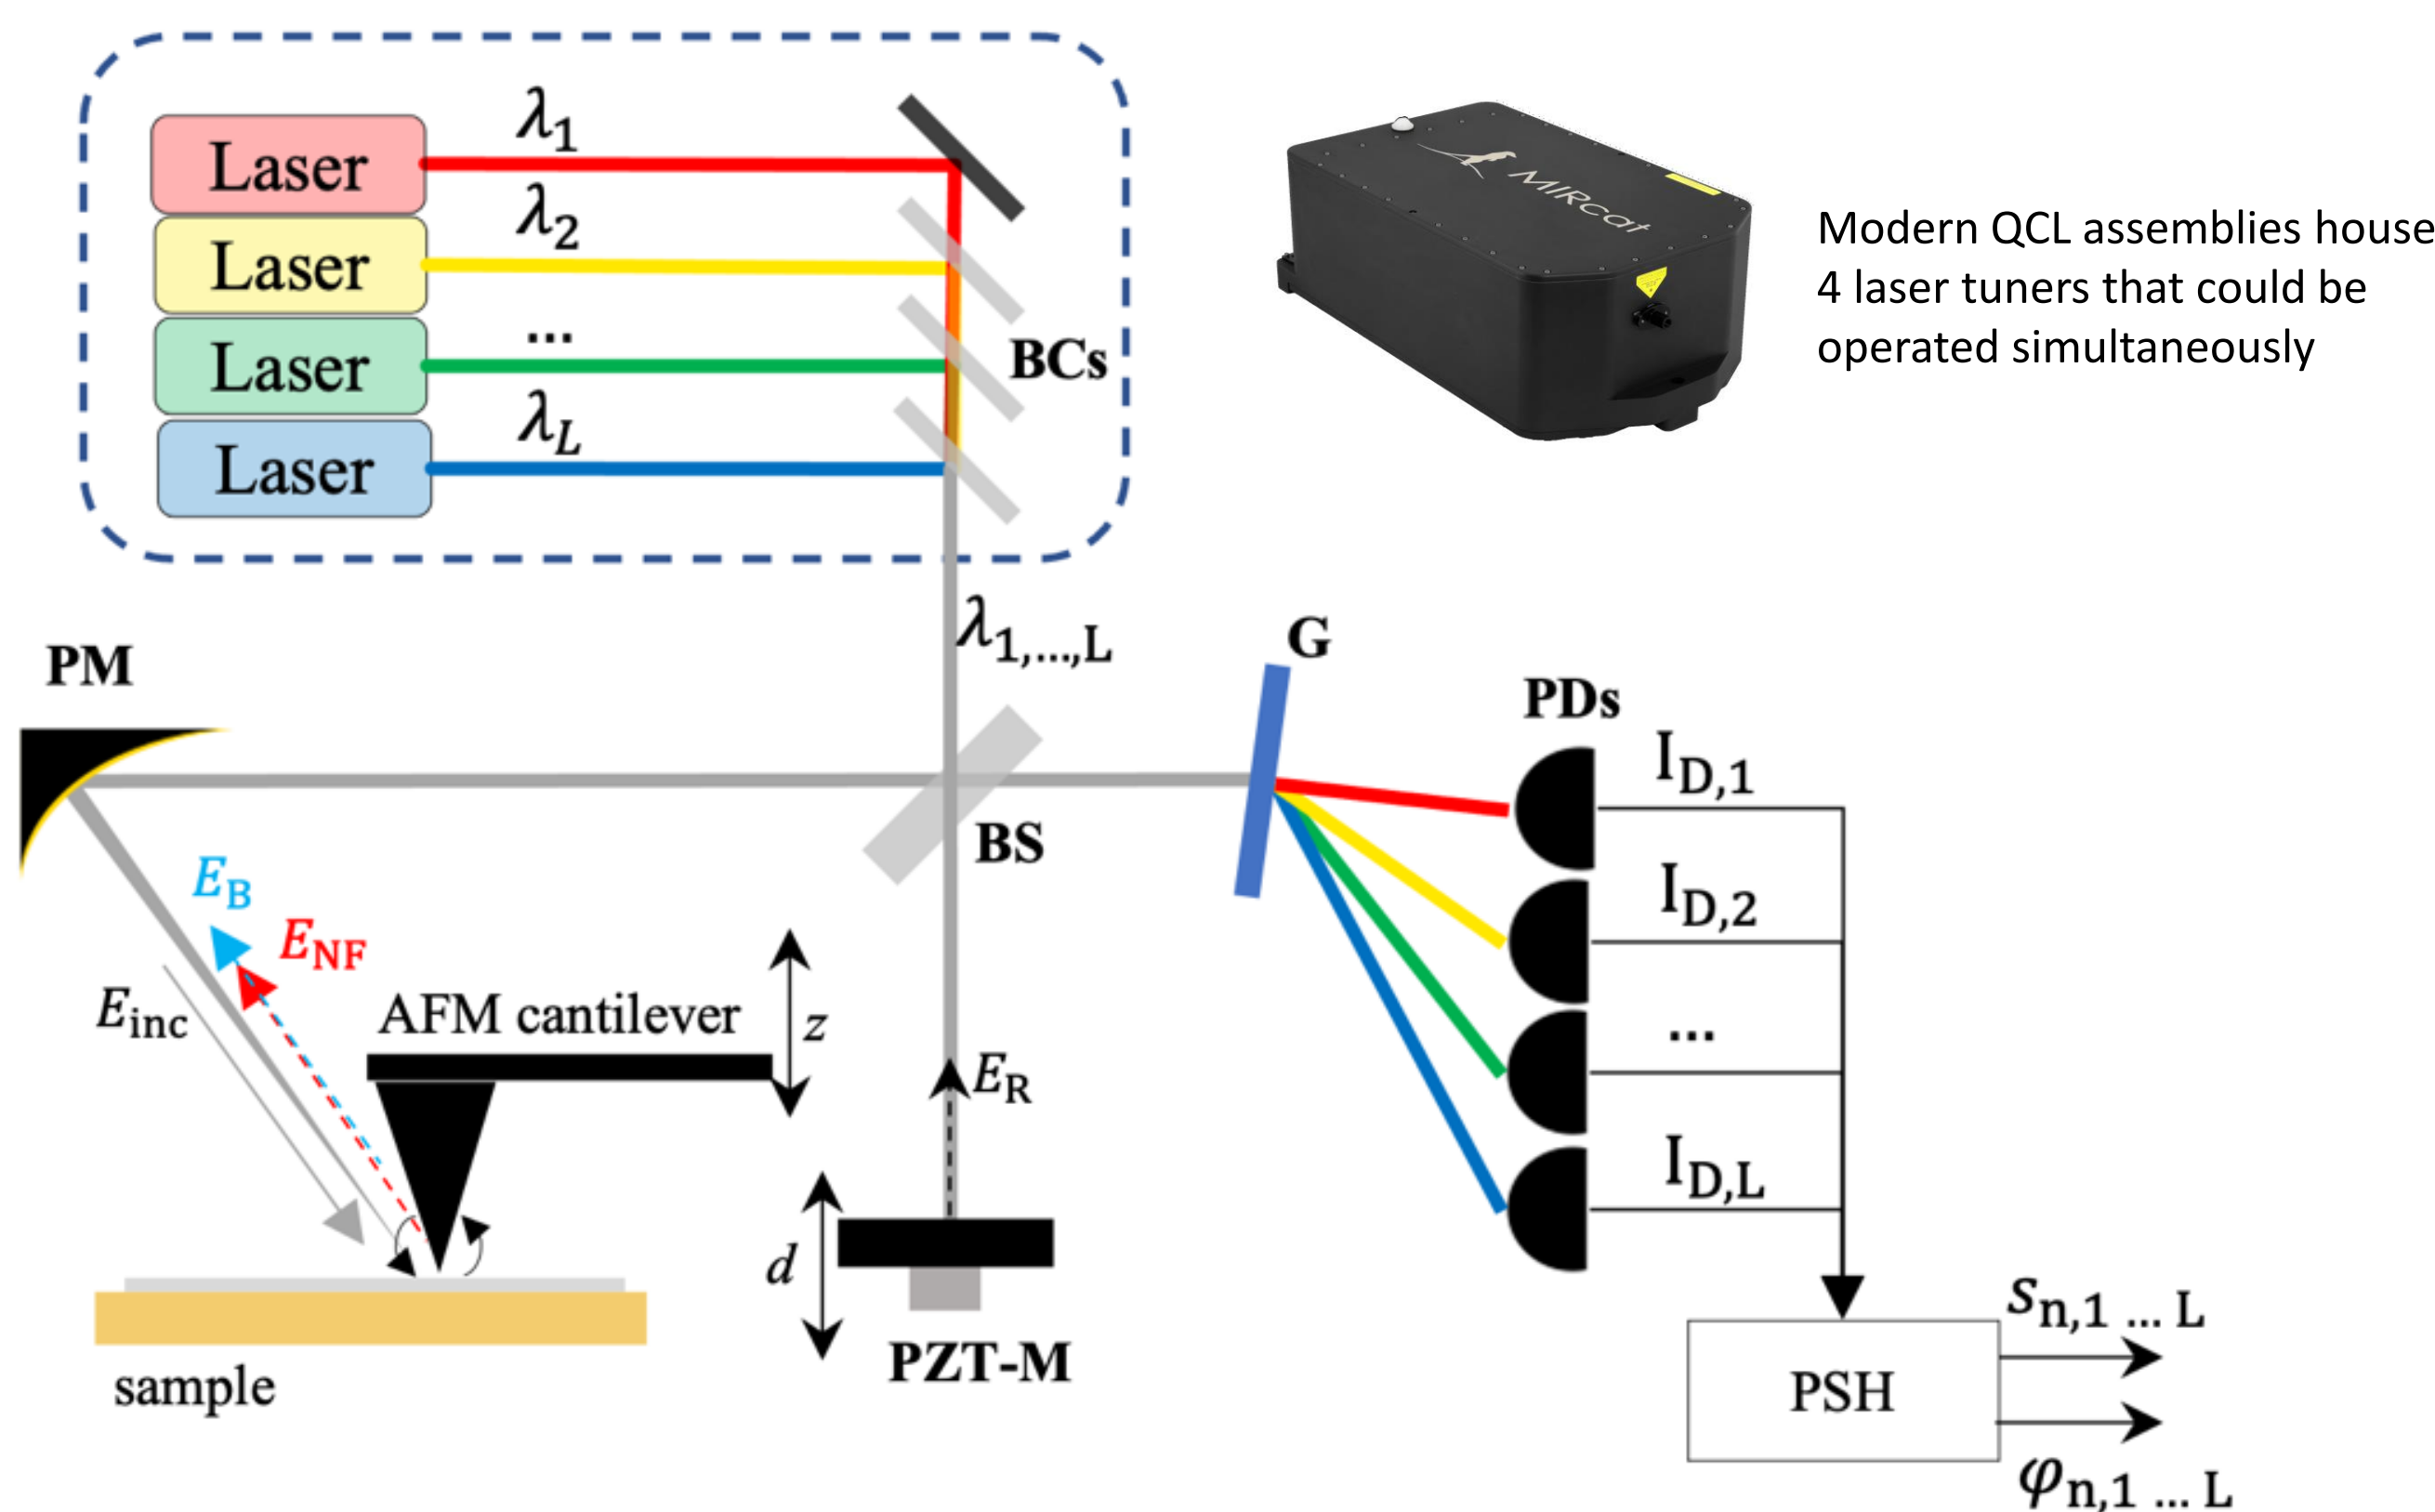 Laser
λ1
Laser
λ2
Laser
...
Laser
λL
BCs
MIRcat
Modern QCL assemblies house
4 laser tuners that could be
operated simultaneously
λ1,...,L
PM
G
PDs
BS
ID,1
ID,2
...
ID,L
EB
ENF
Einc
AFM cantilever
z
ER
d
PZT-M
sample
PSH
sn,1 ... L
φn,1 ... L